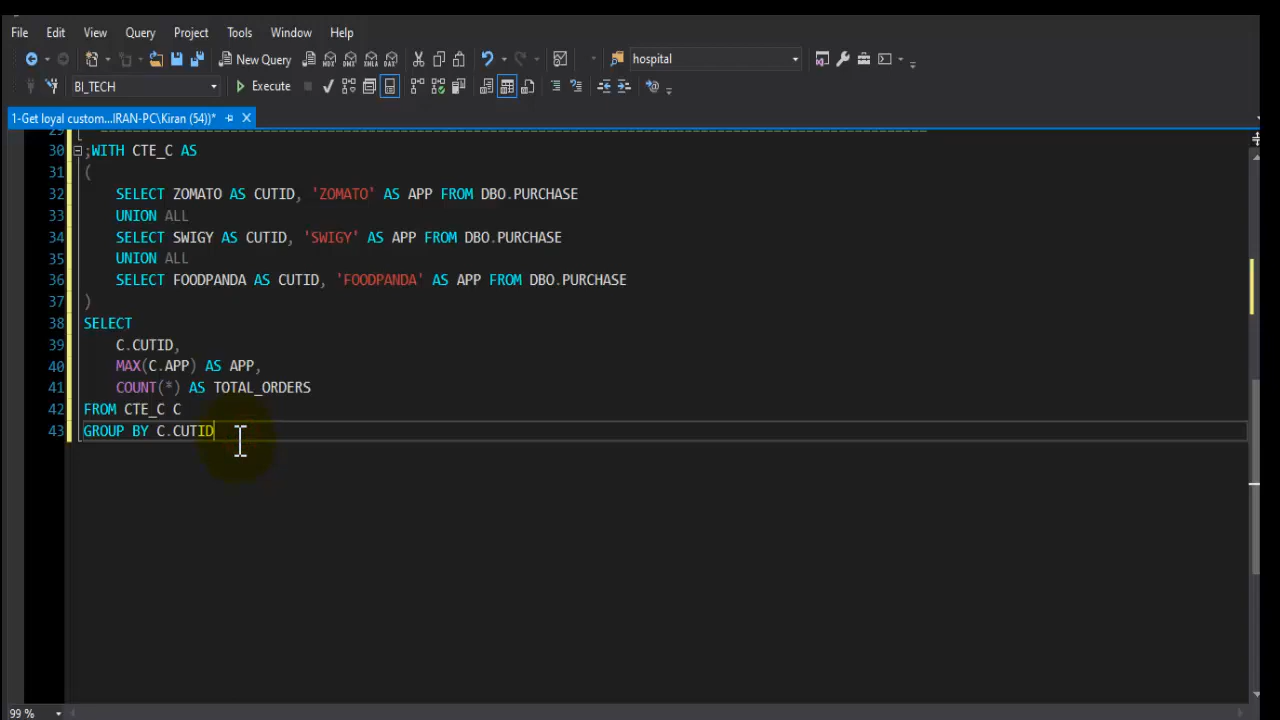 File Edit View Query Project Tools Window Help
New Query hospital
BI_TECH Execute
1-Get loyal custom...IRAN-PC\Kiran (54))*
29
30 ;WITH CTE_C AS
31 (
32 SELECT ZOMATO AS CUTID, 'ZOMATO' AS APP FROM DBO.PURCHASE
33 UNION ALL
34 SELECT SWIGY AS CUTID, 'SWIGY' AS APP FROM DBO.PURCHASE
35 UNION ALL
36 SELECT FOODPANDA AS CUTID, 'FOODPANDA' AS APP FROM DBO.PURCHASE
37 )
38 SELECT
39 C.CUTID,
40 MAX(C.APP) AS APP,
41 COUNT(*) AS TOTAL_ORDERS
42 FROM CTE_C C
43 GROUP BY C.CUTID
99 %